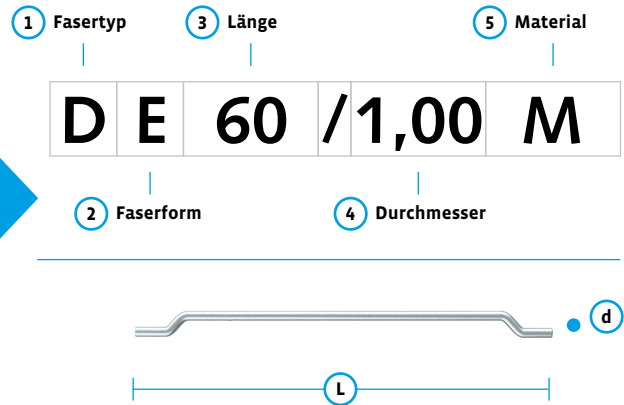 1 Fasertyp 3 Länge 5 Material
D E 60 / 1,00 M
2 Faserform 4 Durchmesser
d
L